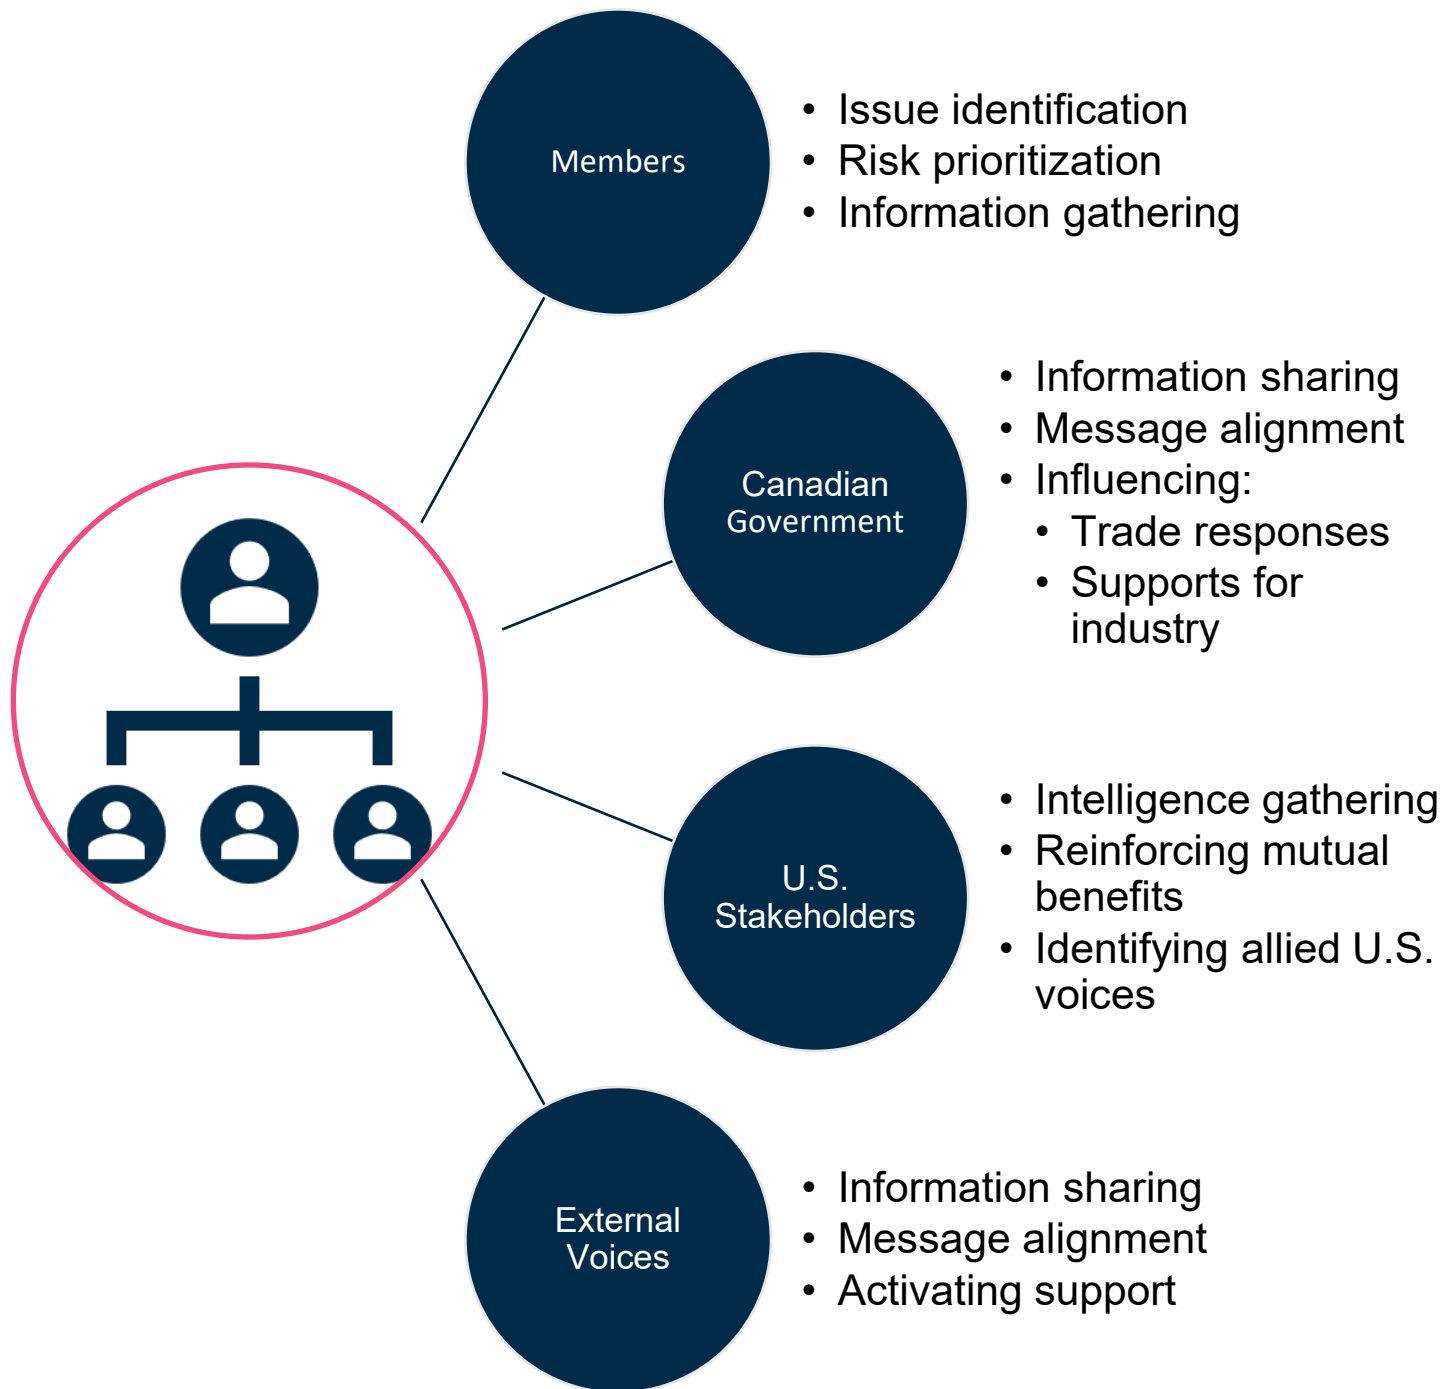 Members
• Issue identification
• Risk prioritization
• Information gathering
Canadian
Government
• Information sharing
• Message alignment
• Influencing:
• Trade responses
• Supports for
industry
U.S.
Stakeholders
• Intelligence gathering
• Reinforcing mutual
benefits
• Identifying allied U.S.
voices
External
Voices
• Information sharing
• Message alignment
• Activating support